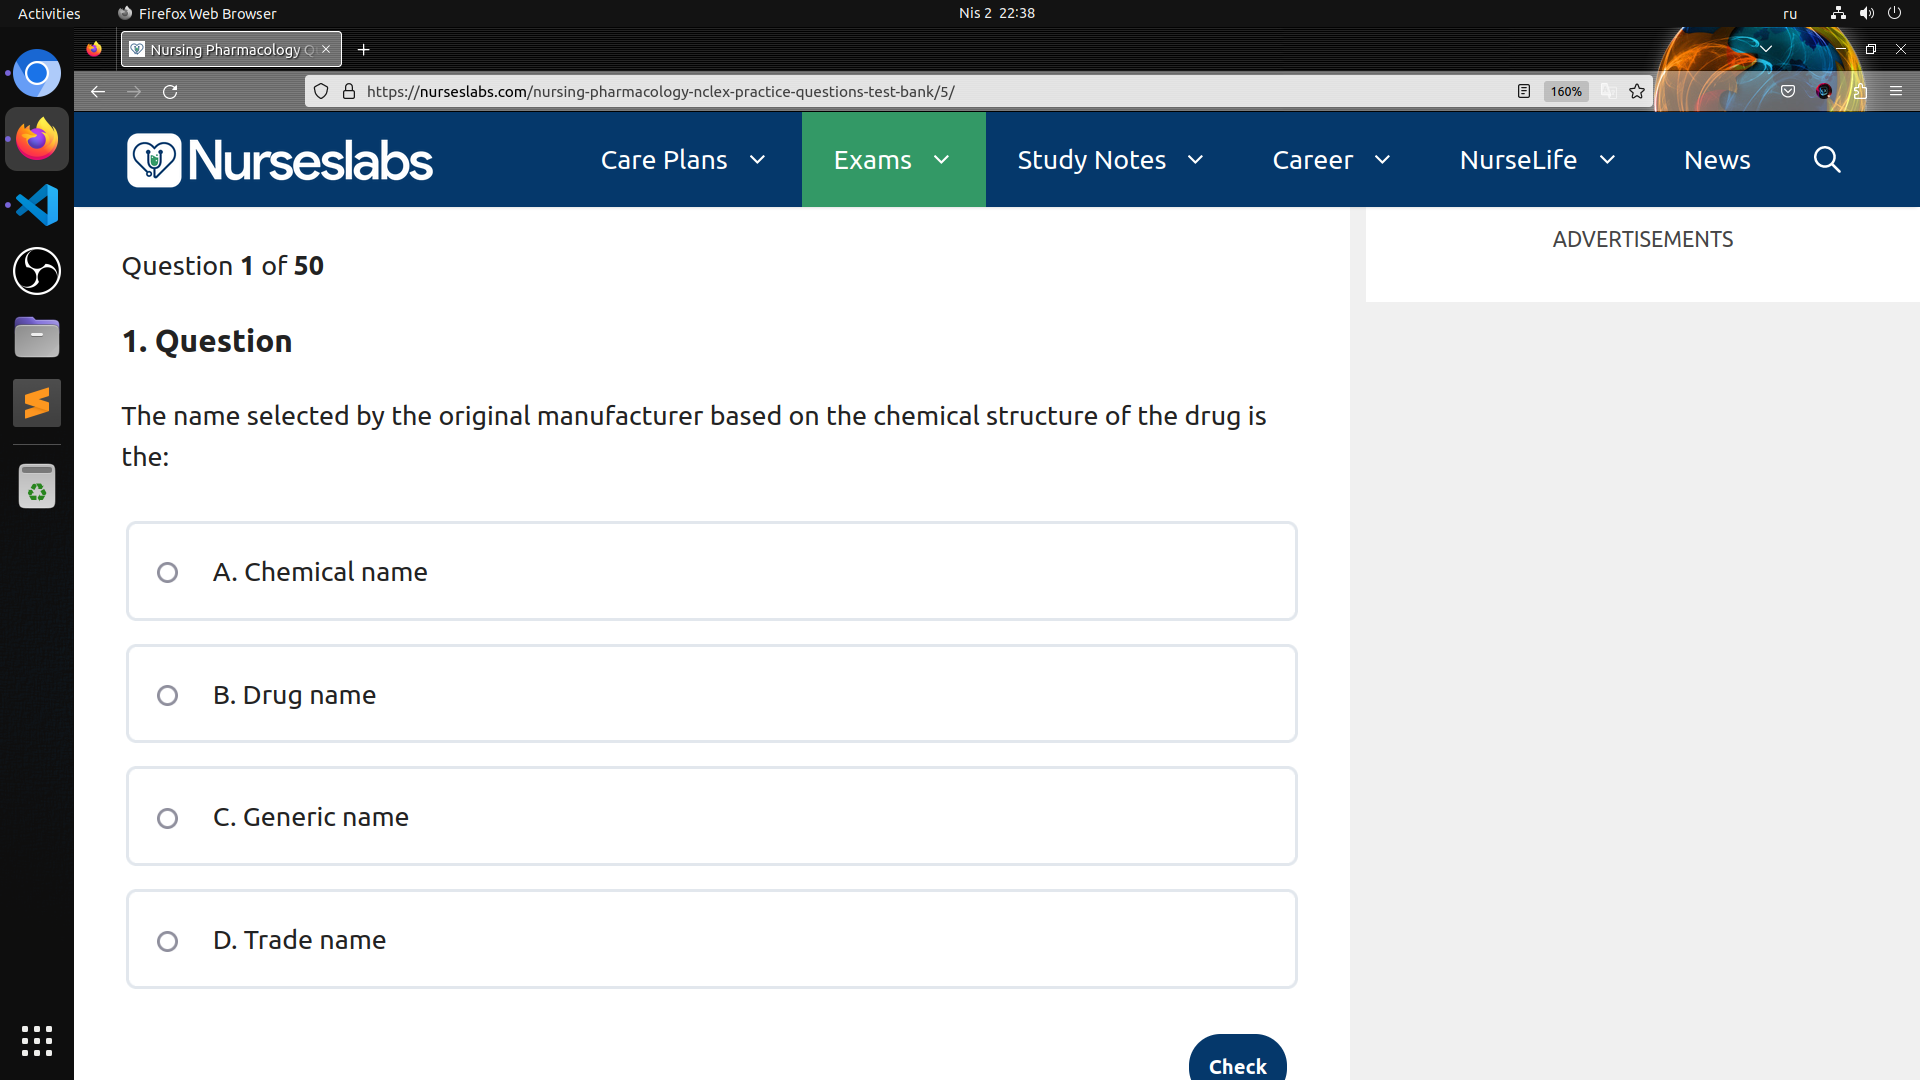 Activities
Firefox Web Browser
Nis 2 22:38
ru
Nursing Pharmacology Q
https://nurseslabs.com/nursing-pharmacology-nclex-practice-questions-test-bank/5/
160%
Nurseslabs
Care Plans
Exams
Study Notes
Career
NurseLife
News
ADVERTISEMENTS
Question 1 of 50
1. Question
The name selected by the original manufacturer based on the chemical structure of the drug is
the:
A. Chemical name
B. Drug name
C. Generic name
D. Trade name
Check